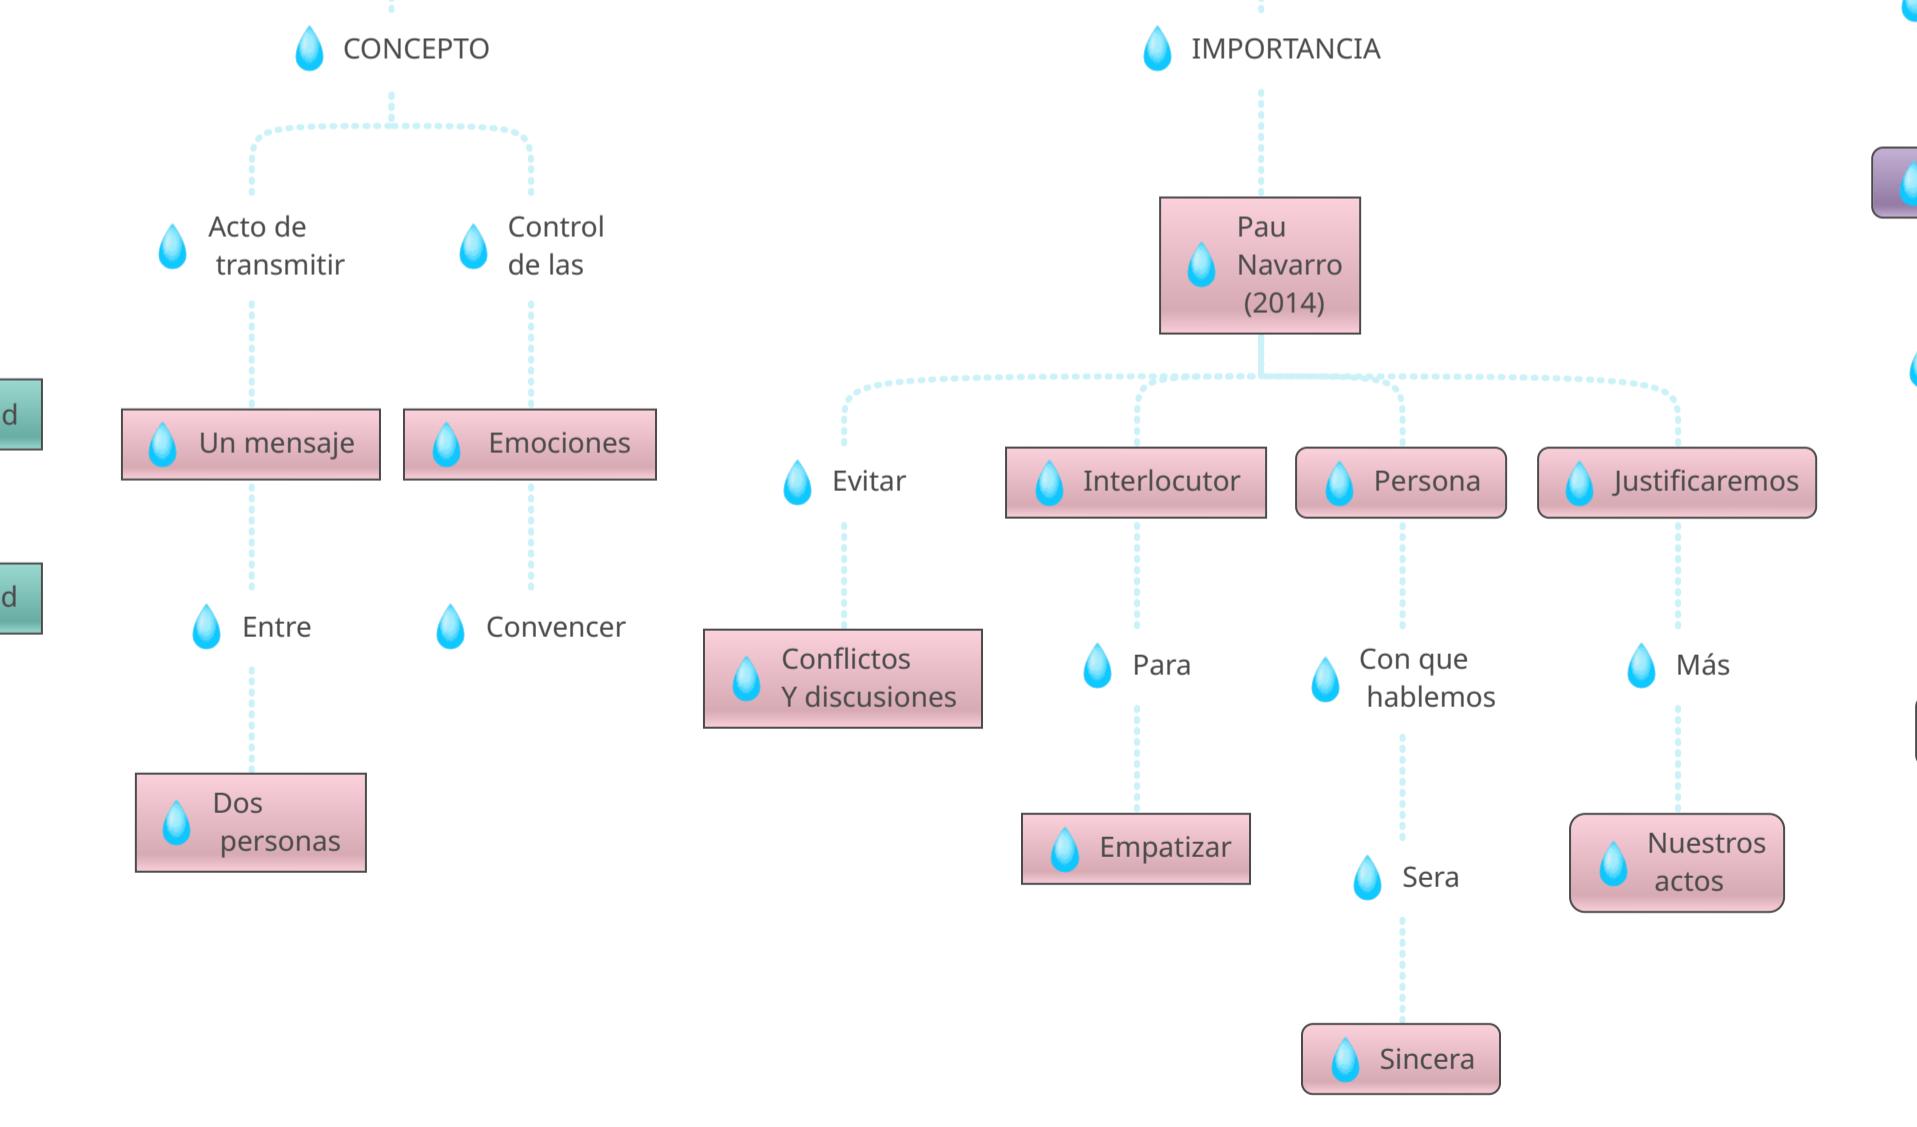 CONCEPTO
Acto de
transmitir
Control
de las
Un mensaje
Emociones
Entre
Convencer
Dos
personas
IMPORTANCIA
Pau
Navarro
(2014)
Evitar
Interlocutor
Persona
Justificaremos
Conflictos
Y discusiones
Para
Con que
hablemos
Más
Empatizar
Sera
Nuestros
actos
Sincera
d
d